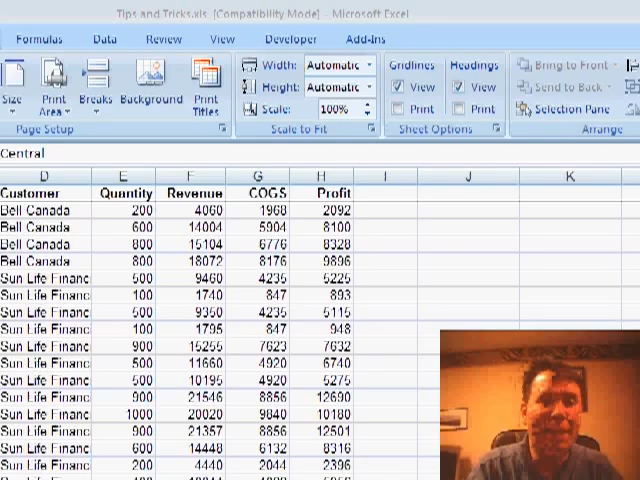 Tips and Tricks.xls [Compatibility Mode] - Microsoft Excel
Formulas Data Review View Developer Add-Ins
Width: Automatic Gridlines Headings Bring to Front
Height: Automatic View View Send to Back
Size Print Area Breaks Background Print Titles Scale: 100% Print Print Selection Pane
Page Setup Scale to Fit Sheet Options Arrange
Central
D E F G H I J K
Customer Quantity Revenue COGS Profit
Bell Canada 200 4060 1968 2092
Bell Canada 600 14004 5904 8100
Bell Canada 800 15104 6776 8328
Bell Canada 800 18072 8176 9896
Sun Life Financ 500 9460 4235 5225
Sun Life Financ 100 1740 847 893
Sun Life Financ 500 9350 4235 5115
Sun Life Financ 100 1795 847 948
Sun Life Financ 900 15255 7623 7632
Sun Life Financ 500 11660 4920 6740
Sun Life Financ 500 10195 4920 5275
Sun Life Financ 900 21546 8856 12690
Sun Life Financ 1000 20020 9840 10180
Sun Life Financ 900 21357 8856 12501
Sun Life Financ 600 14448 6132 8316
Sun Life Financ 200 4440 2044 2396